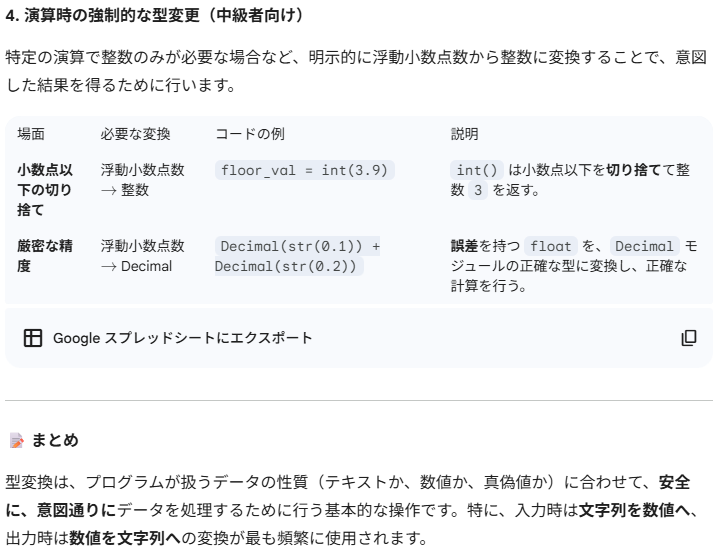 4. 演算時の強制的な型変更（中級者向け）
特定の演算で整数のみが必要な場合など、明示的に浮動小数点数から整数に変換することで、意図
した結果を得るために行います。
場面 必要な変換 コードの例 説明
小数点以 浮動小数点数 floor_val = int(3.9) int() は小数点以下を切り捨てて整
下の切り → 整数 数 3 を返す。
捨て
厳密な精 浮動小数点数 Decimal(str(0.1)) + 誤差を持つ float を、 Decimal モ
度 → Decimal Decimal(str(0.2)) ジュールの正確な型に変換し、正確な
計算を行う。
Google スプレッドシートにエクスポート
📝 まとめ
型変換は、プログラムが扱うデータの性質（テキストか、数値か、真偽値か）に合わせて、安全
に、意図通りにデータを処理するために行う基本的な操作です。特に、入力時は文字列を数値へ、
出力時は数値を文字列への変換が最も頻繁に使用されます。